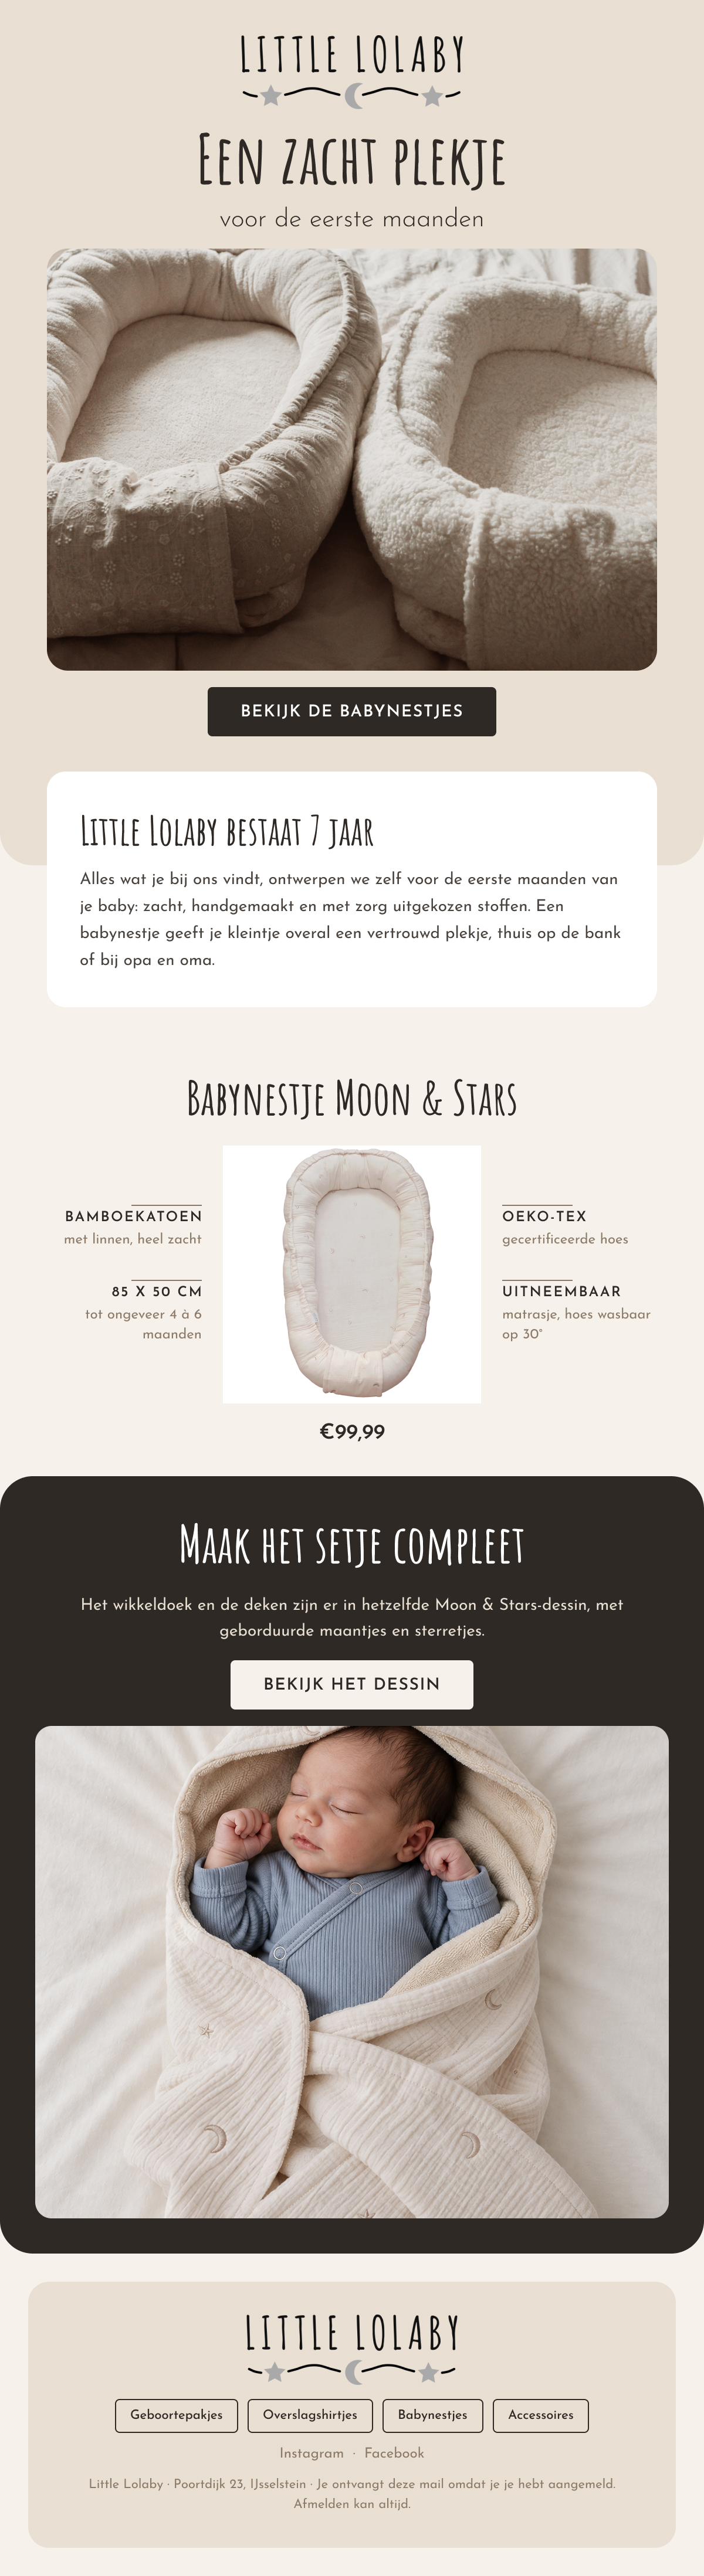 LITTLE LOLABY
Een zacht plekje
voor de eerste maanden
BEKIJK DE BABYNESTJES
Little Lolaby bestaat 7 jaar
Alles wat je bij ons vindt, ontwerpen we zelf voor de eerste maanden van
je baby: zacht, handgemaakt en met zorg uitgekozen stoffen. Een
babynestje geeft je kleintje overal een vertrouwd plekje, thuis op de bank
of bij opa en oma.
Babynestje Moon & Stars
BAMBOEKATOEN
met linnen, heel zacht
85 X 50 CM
tot ongeveer 4 à 6
maanden
OEKO-TEX
gecertificeerde hoes
UITNEEMBAAR
matrasje, hoes wasbaar
op 30°
€99,99
Maak het setje compleet
Het wikkeldoek en de deken zijn er in hetzelfde Moon & Stars-dessin, met
geborduurde maantjes en sterretjes.
BEKIJK HET DESSIN
LITTLE LOLABY
Geboortepakjes Overslagshirtjes Babynestjes Accessoires
Instagram · Facebook
Little Lolaby · Poortdijk 23, IJsselstein · Je ontvangt deze mail omdat je je hebt aangemeld.
Afmelden kan altijd.